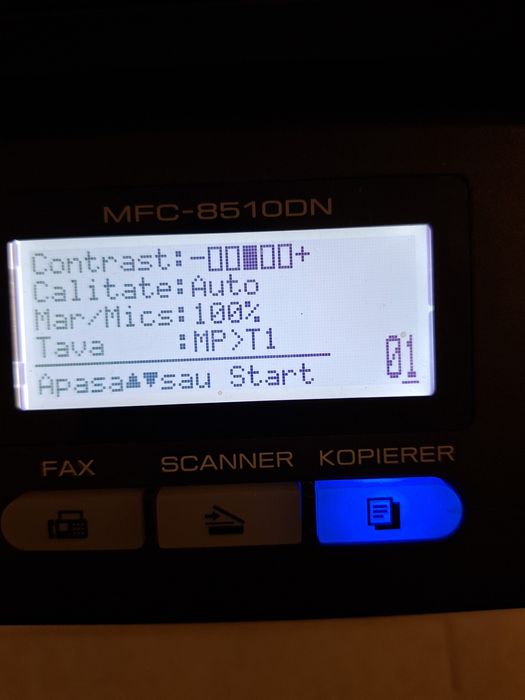 MFC-8510DN
Contrast:-□□■□□+
Calitate:Auto
Mar/Mics:100%
Tava :MP>T1
01
Apasa▲▼sau Start
FAX SCANNER KOPIERER